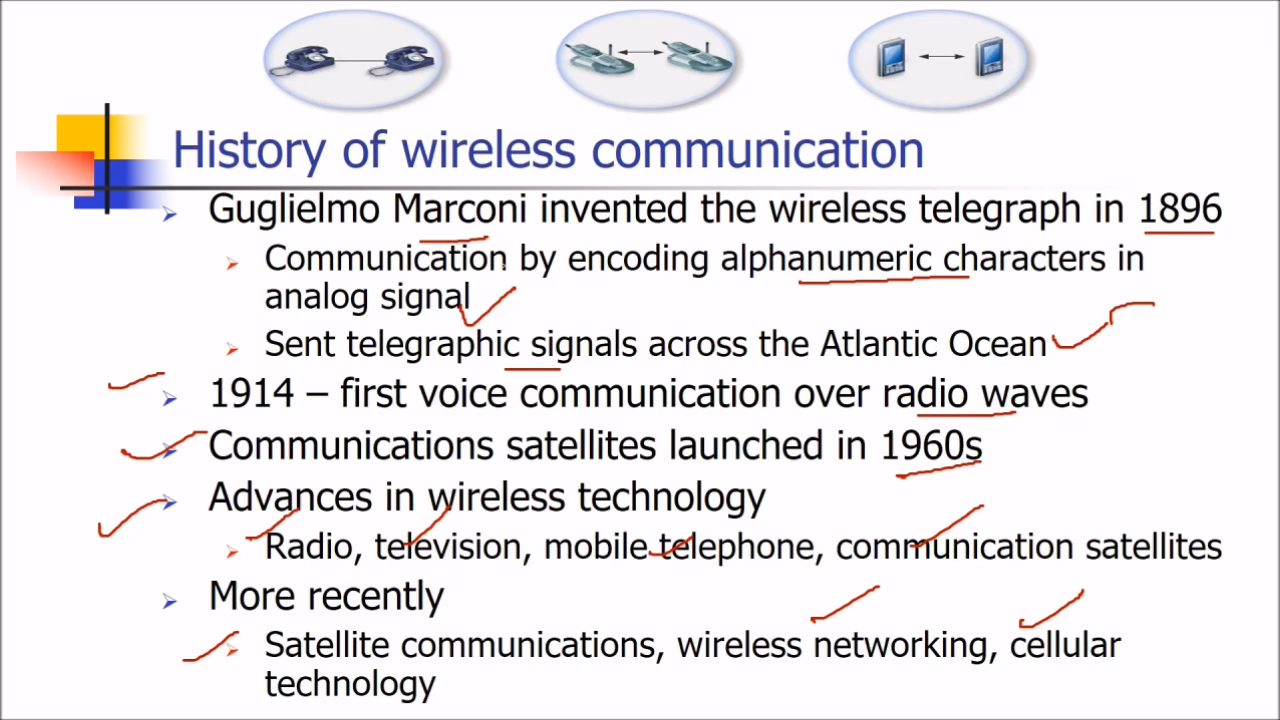 History of wireless communication
Guglielmo Marconi invented the wireless telegraph in 1896
Communication by encoding alphanumeric characters in
analog signal
Sent telegraphic signals across the Atlantic Ocean
1914 – first voice communication over radio waves
Communications satellites launched in 1960s
Advances in wireless technology
Radio, television, mobile telephone, communication satellites
More recently
Satellite communications, wireless networking, cellular
technology